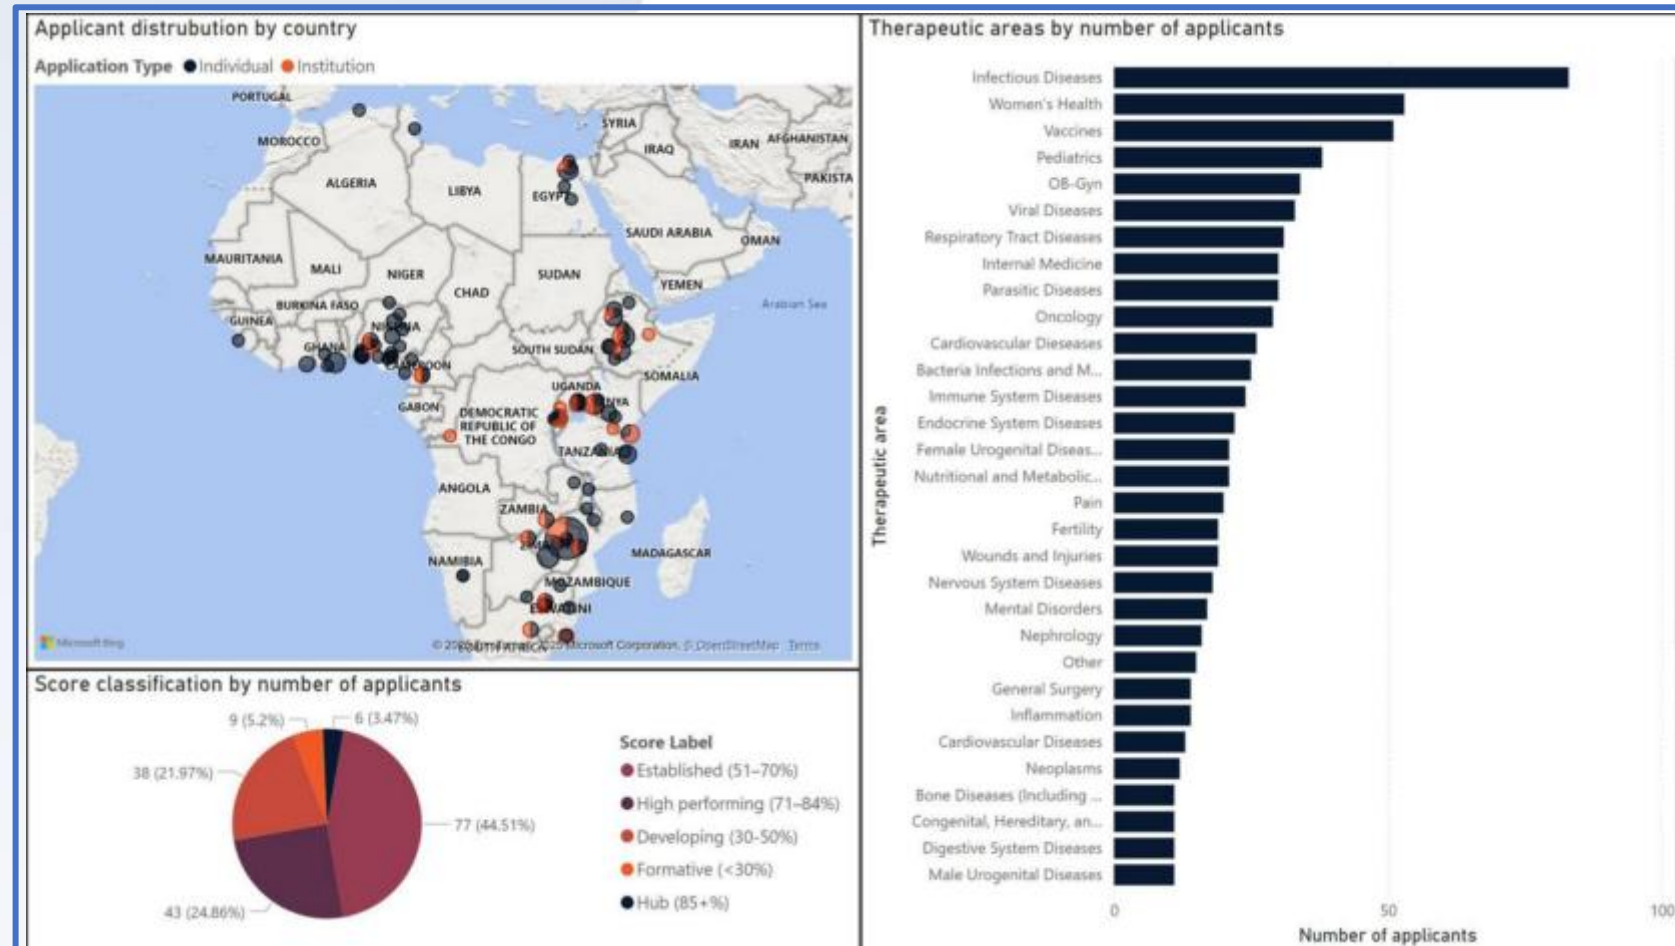 Applicant distrubution by country
Application Type Individual Institution
PORTUGAL
MOROCCO
ALGERIA
LIBYA
EGYPT
SYRIA
IRAQ
IRAN
AFGHANISTAN
PAKISTA
SAUDI ARABIA
OMAN
YEMEN
Arabian Sea
MAURITANIA
MALI
NIGER
CHAD
SUDAN
BURKINA FASO
GUINEA
GHANA
SOUTH SUDAN
SOMALIA
UGANDA
GABON
DEMOCRATIC
REPUBLIC OF
THE CONGO
TANZANIA
ANGOLA
ZAMBIA
NAMIBIA
MADAGASCAR
MOZAMBIQUE
Microsoft Bing
Microsoft Corporation, © OpenStreetMap Terms
Score classification by number of applicants
9 (5.2%)
6 (3.47%)
38 (21.97%)
77 (44.51%)
43 (24.86%)
Score Label
Established (51–70%)
High performing (71–84%)
Developing (30-50%)
Formative (<30%)
Hub (85+%)
Therapeutic areas by number of applicants
Therapeutic area
Infectious Diseases
Women's Health
Vaccines
Pediatrics
OB-Gyn
Viral Diseases
Respiratory Tract Diseases
Internal Medicine
Parasitic Diseases
Oncology
Cardiovascular Dieseases
Bacteria Infections and M...
Immune System Diseases
Endocrine System Diseases
Female Urogenital Diseas...
Nutritional and Metabolic...
Pain
Fertility
Wounds and Injuries
Nervous System Diseases
Mental Disorders
Nephrology
Other
General Surgery
Inflammation
Cardiovascular Diseases
Neoplasms
Bone Diseases (Including ...
Congenital, Hereditary, an...
Digestive System Diseases
Male Urogenital Diseases
0 50 100
Number of applicants